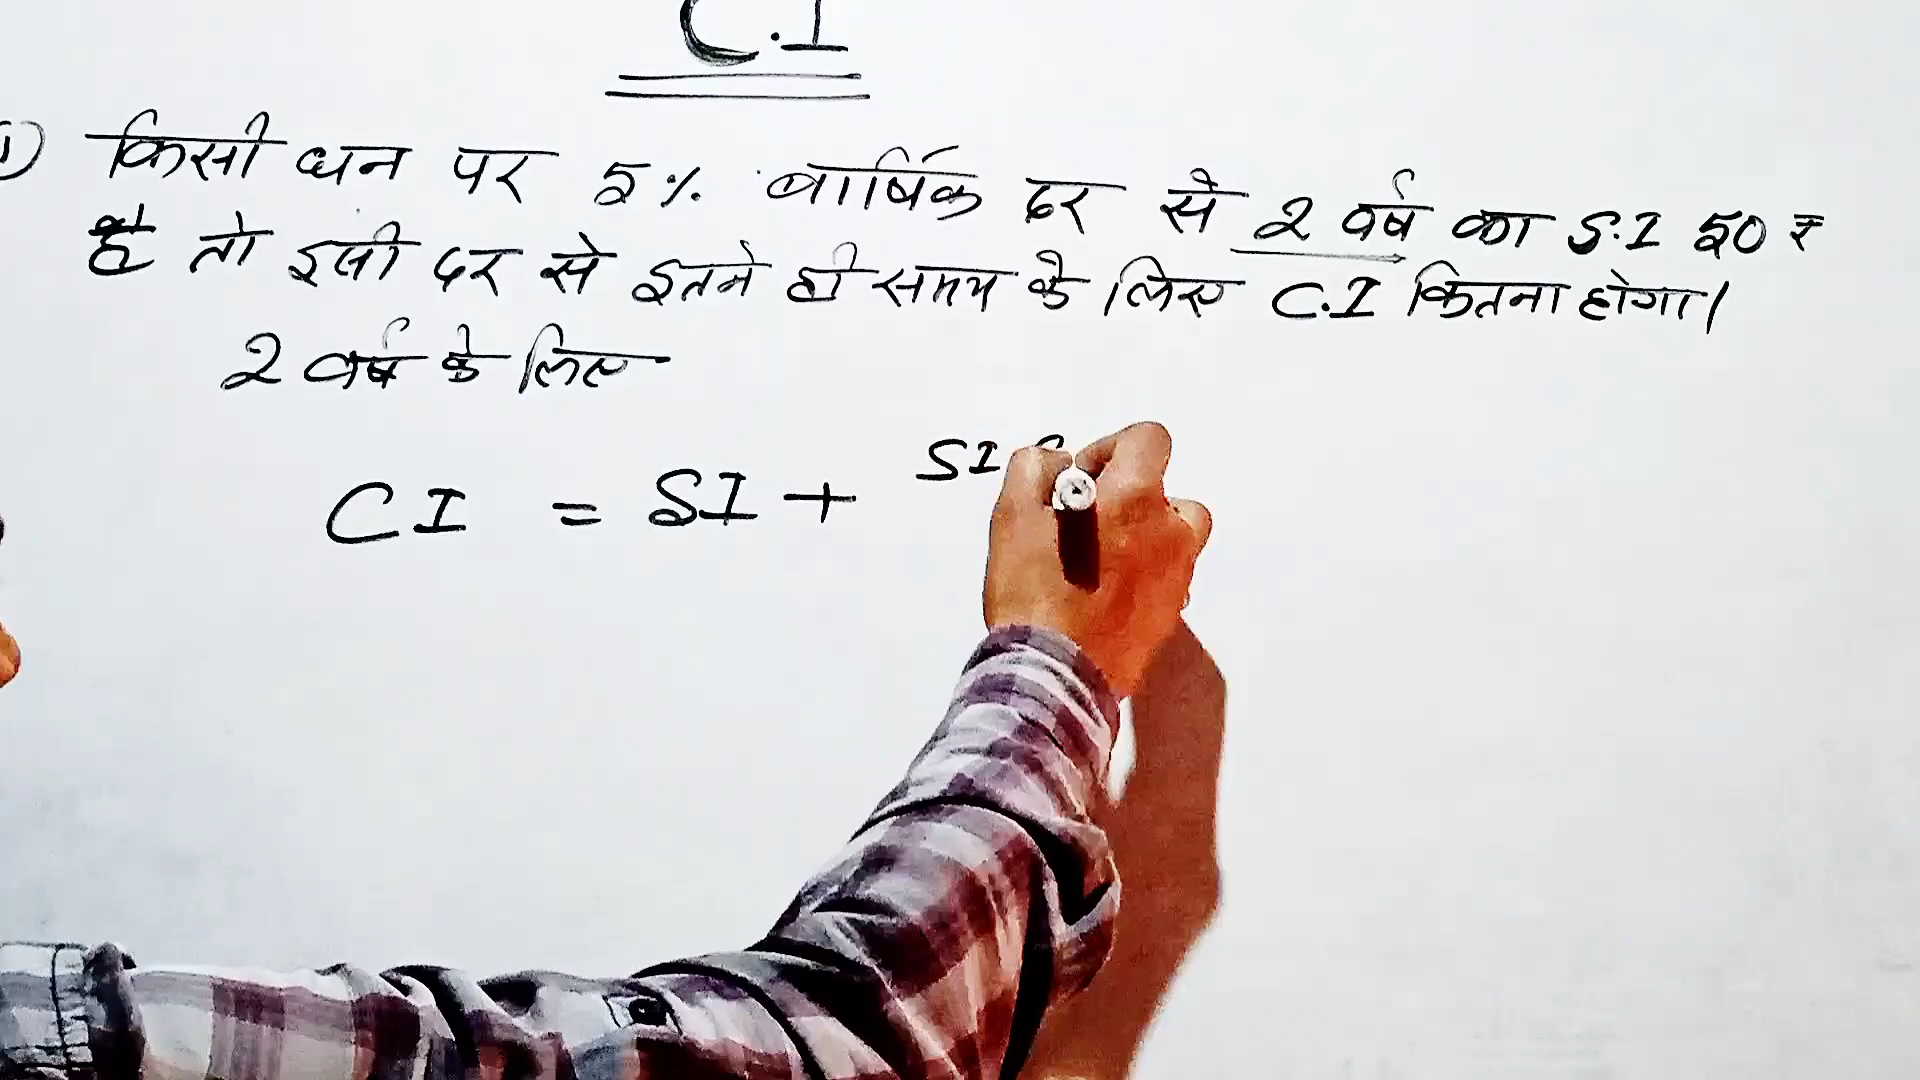 C.I
1) किसी धन पर 5% बार्षिक दर से 2 वर्ष का S.I 50 ₹
है तो इसी दर से इतने ही समय के लिए C.I कितना होगा।
2 वर्ष के लिए
CI = SI + SI